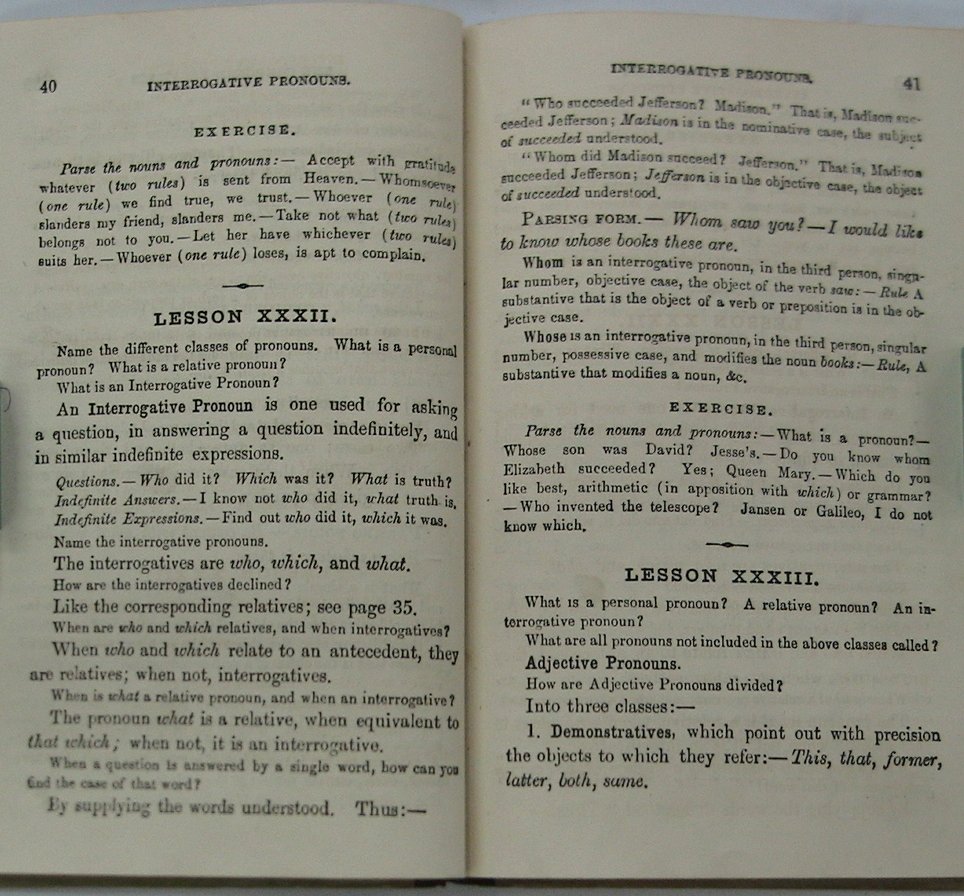 40 INTERROGATIVE PRONOUNS.
EXERCISE.
Parse the nouns and pronouns:— Accept with gratitude
whatever (two rules) is sent from Heaven.—Whomsoever
(one rule) we find true, we trust.—Whoever (one rule)
slanders my friend, slanders me.—Take not what (two rules)
belongs not to you.—Let her have whichever (two rules)
suits her.—Whoever (one rule) loses, is apt to complain.
LESSON XXXII.
Name the different classes of pronouns. What is a personal
pronoun? What is a relative pronoun?
What is an Interrogative Pronoun?
An Interrogative Pronoun is one used for asking
a question, in answering a question indefinitely, and
in similar indefinite expressions.
Questions.—Who did it? Which was it? What is truth?
Indefinite Answers.—I know not who did it, what truth is.
Indefinite Expressions.—Find out who did it, which it was.
Name the interrogative pronouns.
The interrogatives are who, which, and what.
How are the interrogatives declined?
Like the corresponding relatives; see page 35.
When are who and which relatives, and when interrogatives?
When who and which relate to an antecedent, they
are relatives; when not, interrogatives.
When is what a relative pronoun, and when an interrogative?
The pronoun what is a relative, when equivalent to
that which; when not, it is an interrogative.
When a question is answered by a single word, how can you
find the case of that word?
By supplying the words understood. Thus:—
INTERROGATIVE PRONOUNS. 41
"Who succeeded Jefferson? Madison." That is, Madison suc-
ceeded Jefferson; Madison is in the nominative case, the subject
of succeeded understood.
"Whom did Madison succeed? Jefferson." That is, Madison
succeeded Jefferson; Jefferson is in the objective case, the object
of succeeded understood.
PARSING FORM.—Whom saw you?—I would like
to know whose books these are.
Whom is an interrogative pronoun, in the third person, singu-
lar number, objective case, the object of the verb saw:—Rule A
substantive that is the object of a verb or preposition is in the ob-
jective case.
Whose is an interrogative pronoun, in the third person, singular
number, possessive case, and modifies the noun books:—Rule, A
substantive that modifies a noun, &c.
EXERCISE.
Parse the nouns and pronouns:—What is a pronoun?—
Whose son was David? Jesse's.—Do you know whom
Elizabeth succeeded? Yes; Queen Mary.—Which do you
like best, arithmetic (in apposition with which) or grammar?
—Who invented the telescope? Jansen or Galileo, I do not
know which.
LESSON XXXIII.
What is a personal pronoun? A relative pronoun? An in-
terrogative pronoun?
What are all pronouns not included in the above classes called?
Adjective Pronouns.
How are Adjective Pronouns divided?
Into three classes:—
1. Demonstratives, which point out with precision
the objects to which they refer:—This, that, former,
latter, both, same.